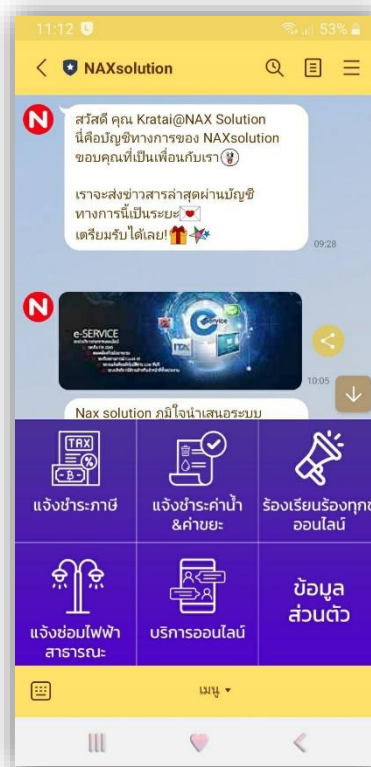 11:12
53%
NAXsolution
N
สวัสดี คุณ Kratai@NAX Solution
นี่คือบัญชีทางการของ NAXsolution
ขอบคุณที่เป็นเพื่อนกับเรา
เราจะส่งข่าวสารล่าสุดผ่านบัญชี
ทางการนี้เป็นระยะ
เตรียมรับได้เลย!
09:28
N
e-SERVICE
e-Service
ITA
10:05
Nax solution ภูมิใจนำเสนอระบบ
TAX
แจ้งชำระภาษี
แจ้งชำระค่าน้ำ
&ค่าขยะ
ร้องเรียนร้องทุกข
ออนไลน์
แจ้งซ่อมไฟฟ้า
สาธารณะ
บริการออนไลน์
ข้อมูล
ส่วนตัว
เมนู